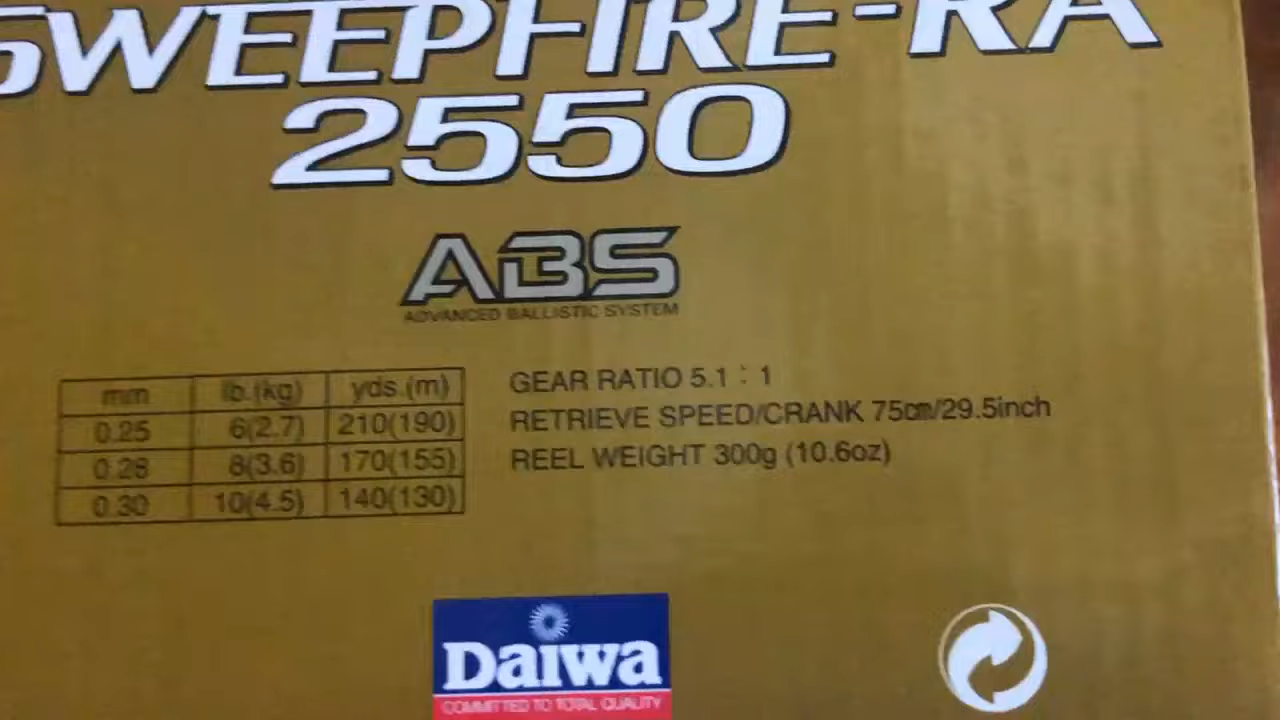 SWEEPFIRE-RA
2550
ABS
ADVANCED BALLISTIC SYSTEM
mm lb.(kg) yds.(m)
0.25 6(2.7) 210(190)
0.28 8(3.6) 170(155)
0.30 10(4.5) 140(130)
GEAR RATIO 5.1 : 1
RETRIEVE SPEED/CRANK 75cm/29.5inch
REEL WEIGHT 300g (10.6oz)
Daiwa
COMMITTED TO TOTAL QUALITY